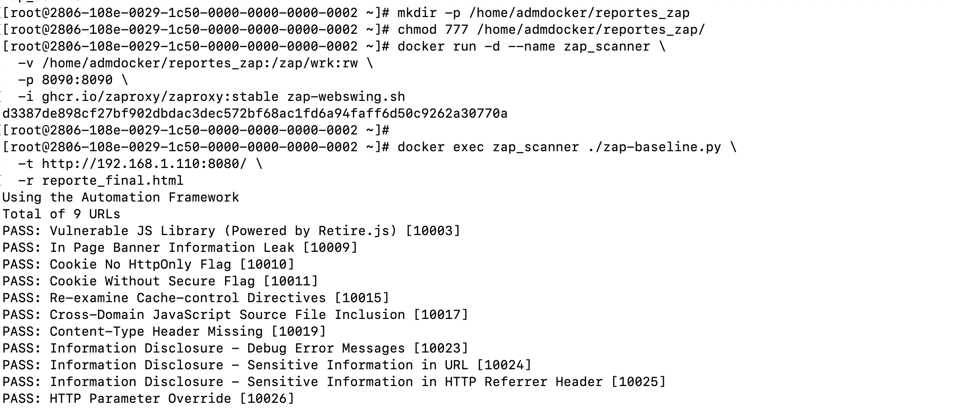 [[root@2806-108e-0029-1c50-0000-0000-0000-0002 ~]# mkdir -p /home/admdocker/reportes_zap
[[root@2806-108e-0029-1c50-0000-0000-0000-0002 ~]# chmod 777 /home/admdocker/reportes_zap/
[[root@2806-108e-0029-1c50-0000-0000-0000-0002 ~]# docker run -d --name zap_scanner \
-v /home/admdocker/reportes_zap:/zap/wrk:rw \
-p 8090:8090 \
[ -i ghcr.io/zaproxy/zaproxy:stable zap-webswing.sh
d3387de898cf27bf902dbdac3dec572bf68ac1fd6a94faff6d50c9262a30770a
[[root@2806-108e-0029-1c50-0000-0000-0000-0002 ~]#
[[root@2806-108e-0029-1c50-0000-0000-0000-0002 ~]# docker exec zap_scanner ./zap-baseline.py \
-t http://192.168.1.110:8080/ \
[ -r reporte_final.html
Using the Automation Framework
Total of 9 URLs
PASS: Vulnerable JS Library (Powered by Retire.js) [10003]
PASS: In Page Banner Information Leak [10009]
PASS: Cookie No HttpOnly Flag [10010]
PASS: Cookie Without Secure Flag [10011]
PASS: Re-examine Cache-control Directives [10015]
PASS: Cross-Domain JavaScript Source File Inclusion [10017]
PASS: Content-Type Header Missing [10019]
PASS: Information Disclosure - Debug Error Messages [10023]
PASS: Information Disclosure - Sensitive Information in URL [10024]
PASS: Information Disclosure - Sensitive Information in HTTP Referrer Header [10025]
PASS: HTTP Parameter Override [10026]